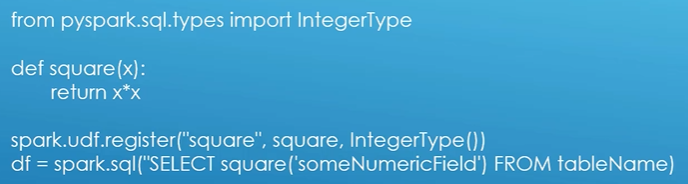 from pyspark.sql.types import IntegerType
def square(x):
return x*x
spark.udf.register("square", square, IntegerType())
df = spark.sql("SELECT square('someNumericField') FROM tableName)